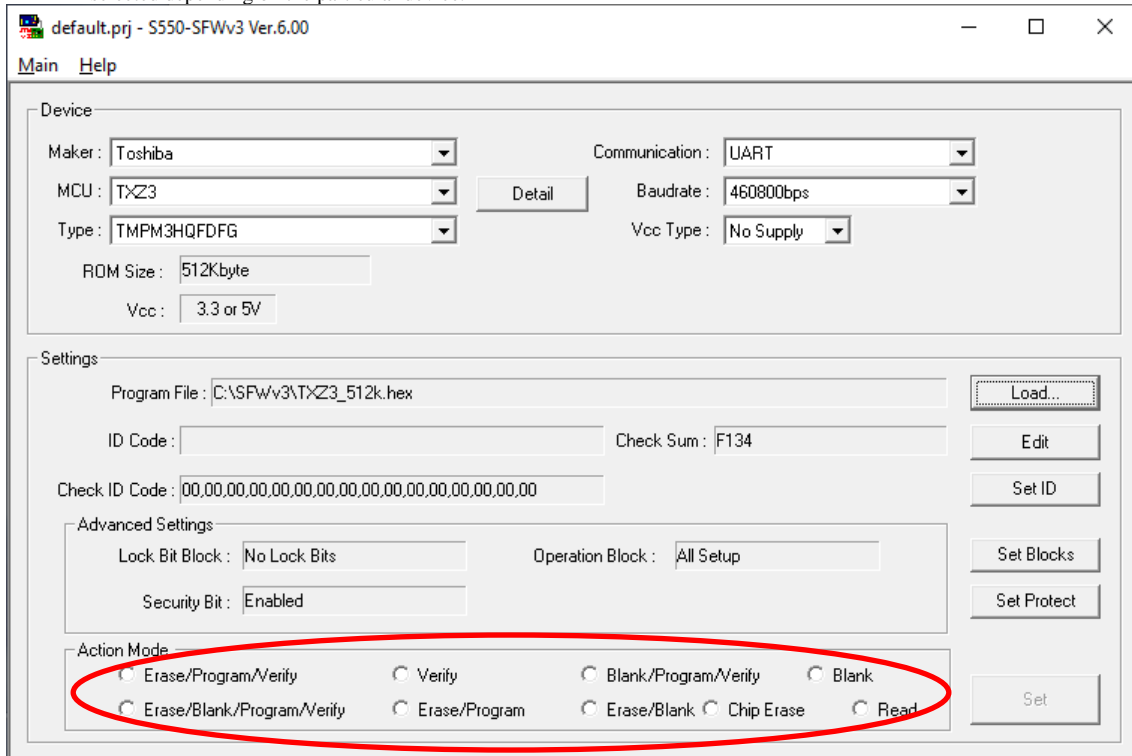 default.prj - S550-SFWv3 Ver.6.00
Main Help
Device
Maker : Toshiba Communication : UART
MCU : TXZ3 Detail Baudrate : 460800bps
Type : TMPM3HQFDFG Vcc Type : No Supply
ROM Size : 512Kbyte
Vcc : 3.3 or 5V
Settings
Program File : C:\SFWv3\TXZ3_512k.hex Load...
ID Code : Check Sum : F134 Edit
Check ID Code : 00,00,00,00,00,00,00,00,00,00,00,00,00,00,00,00 Set ID
Advanced Settings
Lock Bit Block : No Lock Bits Operation Block : All Setup Set Blocks
Security Bit : Enabled Set Protect
Action Mode
Erase/Program/Verify Verify Blank/Program/Verify Blank
Erase/Blank/Program/Verify Erase/Program Erase/Blank Chip Erase Read Set